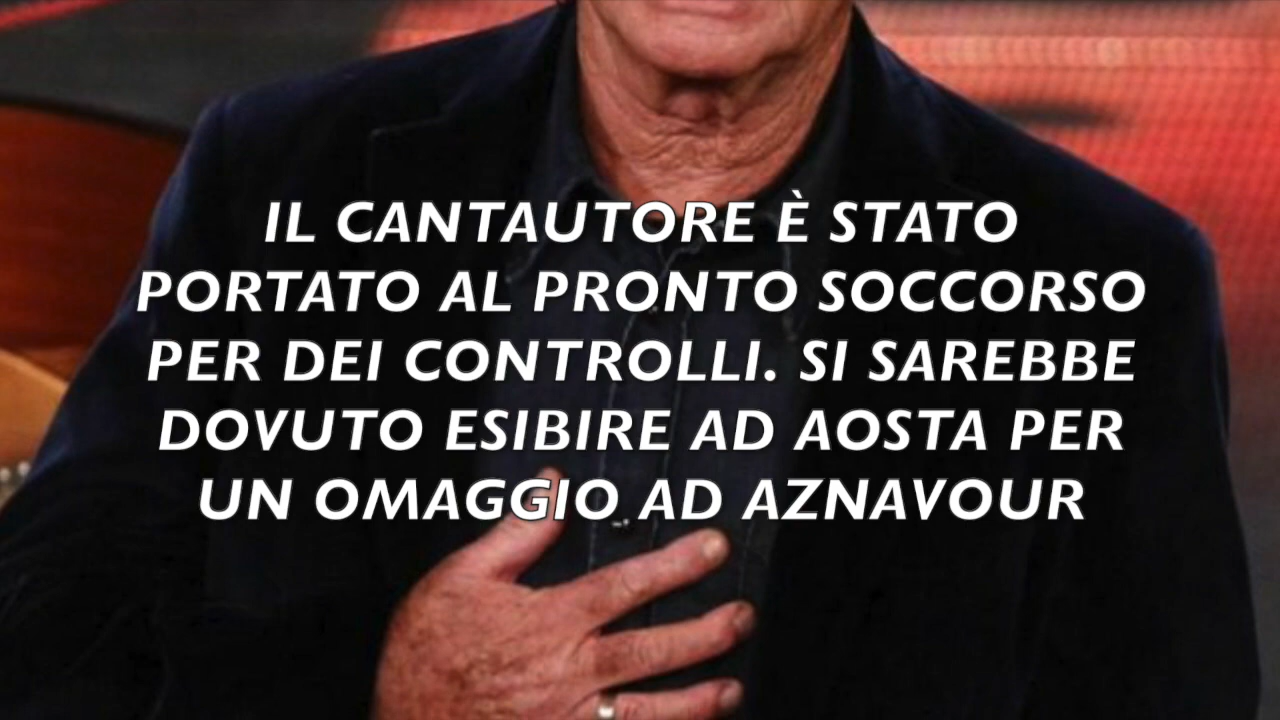 IL CANTAUTORE È STATO
PORTATO AL PRONTO SOCCORSO
PER DEI CONTROLLI. SI SAREBBE
DOVUTO ESIBIRE AD AOSTA PER
UN OMAGGIO AD AZNAVOUR